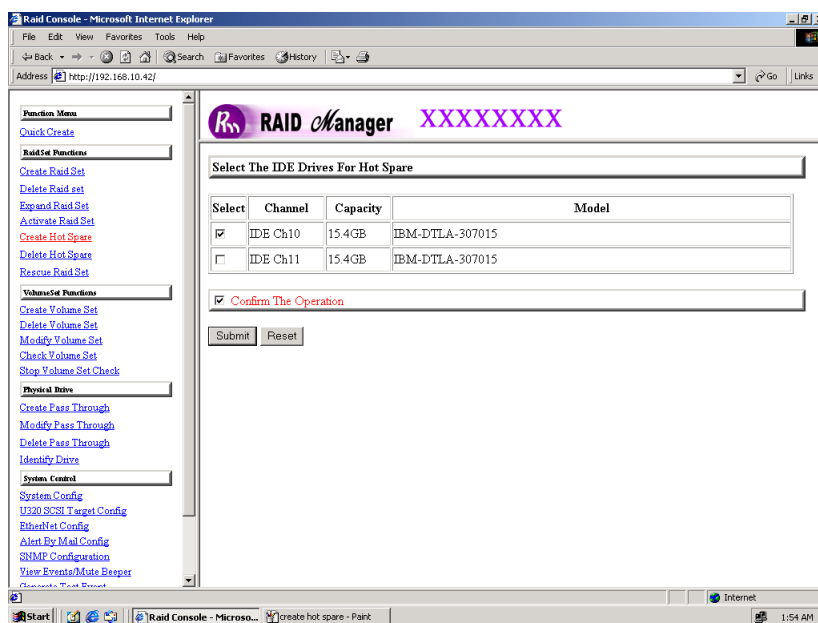 Raid Console - Microsoft Internet Explorer
File Edit View Favorites Tools Help
Back Search Favorites History
Address http://192.168.10.42/ Go Links
Function Menu
Quick Create
Raid Set Functions
Create Raid Set
Delete Raid set
Expand Raid Set
Activate Raid Set
Create Hot Spare
Delete Hot Spare
Rescue Raid Set
VolumeSet Functions
Create Volume Set
Delete Volume Set
Modify Volume Set
Check Volume Set
Stop Volume Set Check
Physical Drive
Create Pass Through
Modify Pass Through
Delete Pass Through
Identify Drive
System Control
System Config
U320 SCSI Target Config
EtherNet Config
Alert By Mail Config
SNMP Configuration
View Events/Mute Beeper
Generate Test Event
RAID Manager XXXXXXXX
Select The IDE Drives For Hot Spare
Select Channel Capacity Model
IDE Ch10 15.4GB IBM-DTLA-307015
IDE Ch11 15.4GB IBM-DTLA-307015
Confirm The Operation
Submit Reset
Internet
Start Raid Console - Microso... create hot spare - Paint 1:54 AM